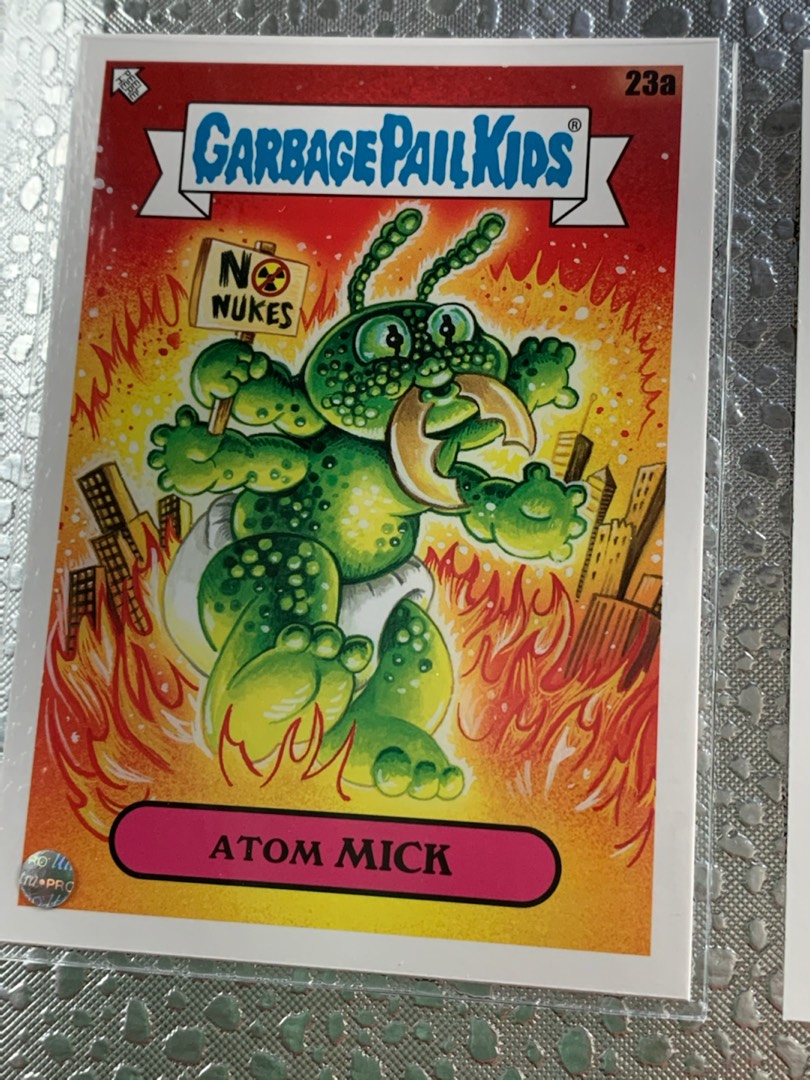 23a
GARBAGE PAIL KIDS®
NO
NUKES
ATOM MICK